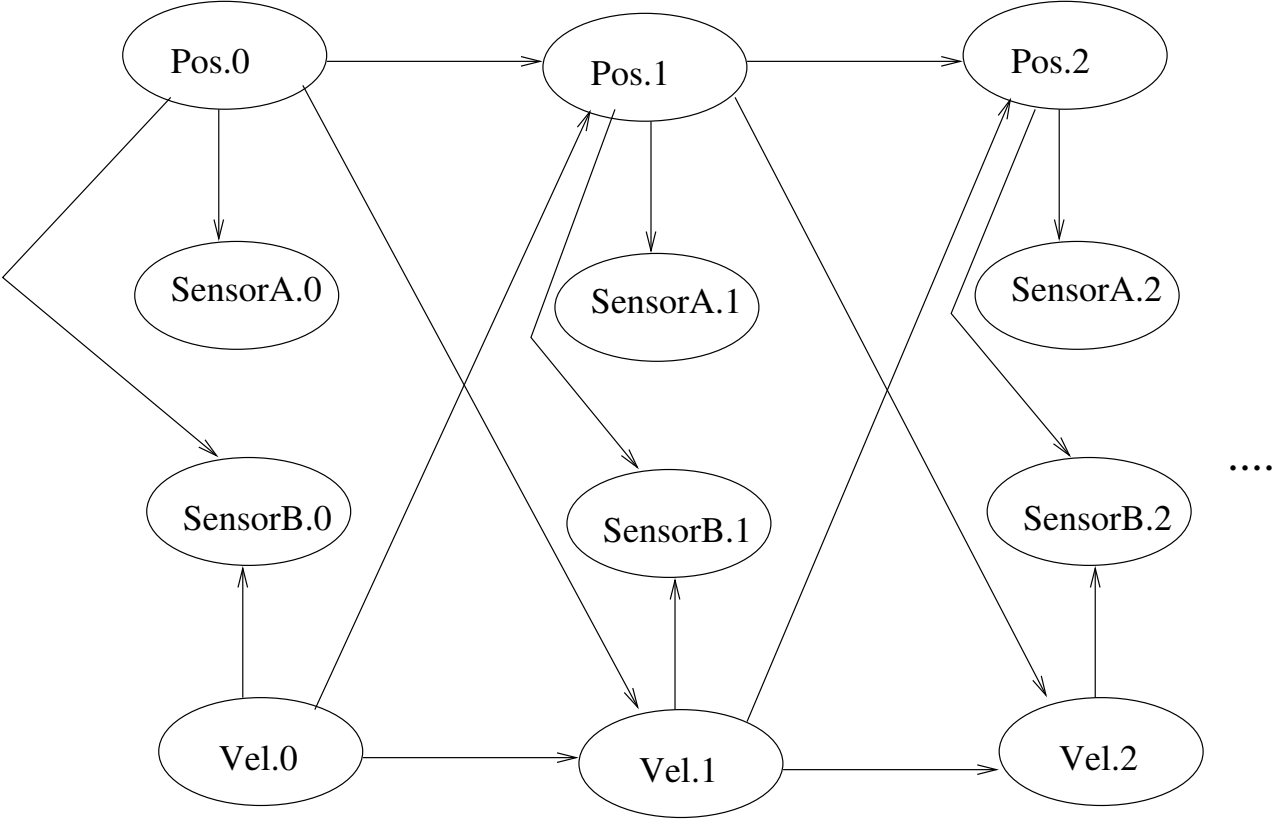 Pos.0
Pos.1
Pos.2
SensorA.0
SensorA.1
SensorA.2
SensorB.0
SensorB.1
SensorB.2
....
Vel.0
Vel.1
Vel.2